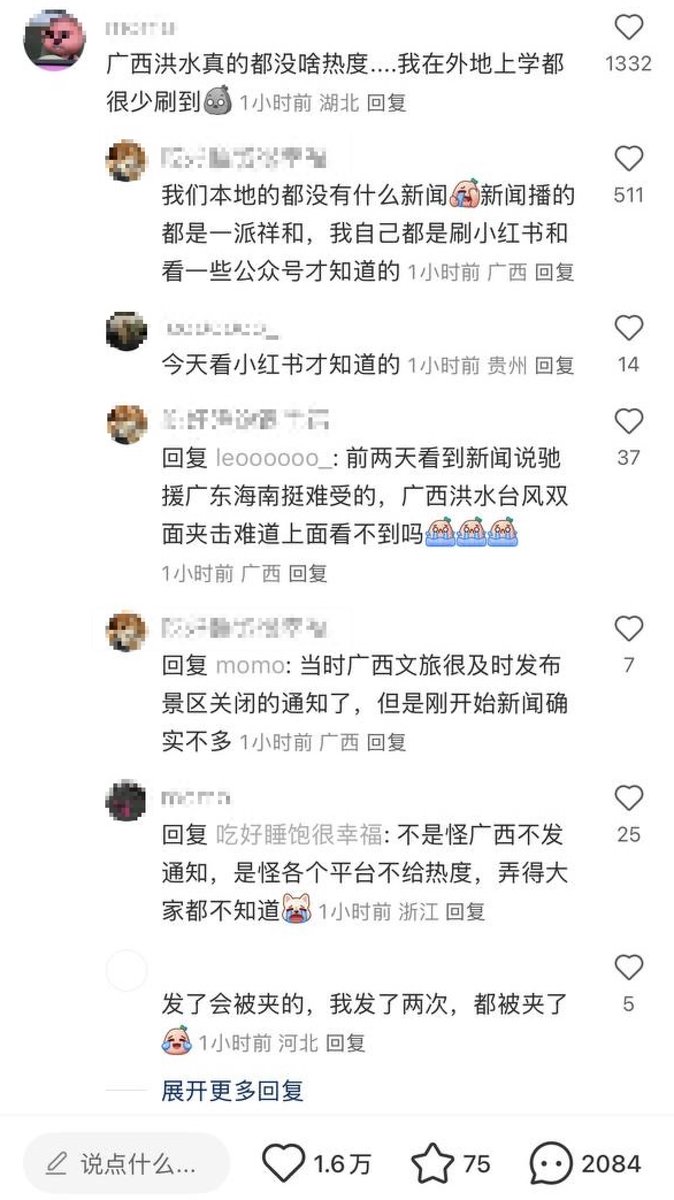 1332
广西洪水真的都没啥热度....我在外地上学都
很少刷到 1小时前 湖北 回复
我们本地的都没有什么新闻 新闻播的
511
都是一派祥和，我自己都是刷小红书和
看一些公众号才知道的 1小时前 广西 回复
今天看小红书才知道的 1小时前 贵州 回复
14
回复 leoooooo_: 前两天看到新闻说驰
37
援广东海南挺难受的，广西洪水台风双
面夹击难道上面看不到吗
1小时前 广西 回复
回复 momo: 当时广西文旅很及时发布
7
景区关闭的通知了，但是刚开始新闻确
实不多 1小时前 广西 回复
回复 吃好睡饱很幸福: 不是怪广西不发
25
通知，是怪各个平台不给热度，弄得大
家都不知道 1小时前 浙江 回复
发了会被夹的，我发了两次，都被夹了
5
1小时前 河北 回复
展开更多回复
说点什么... 1.6万 75 2084